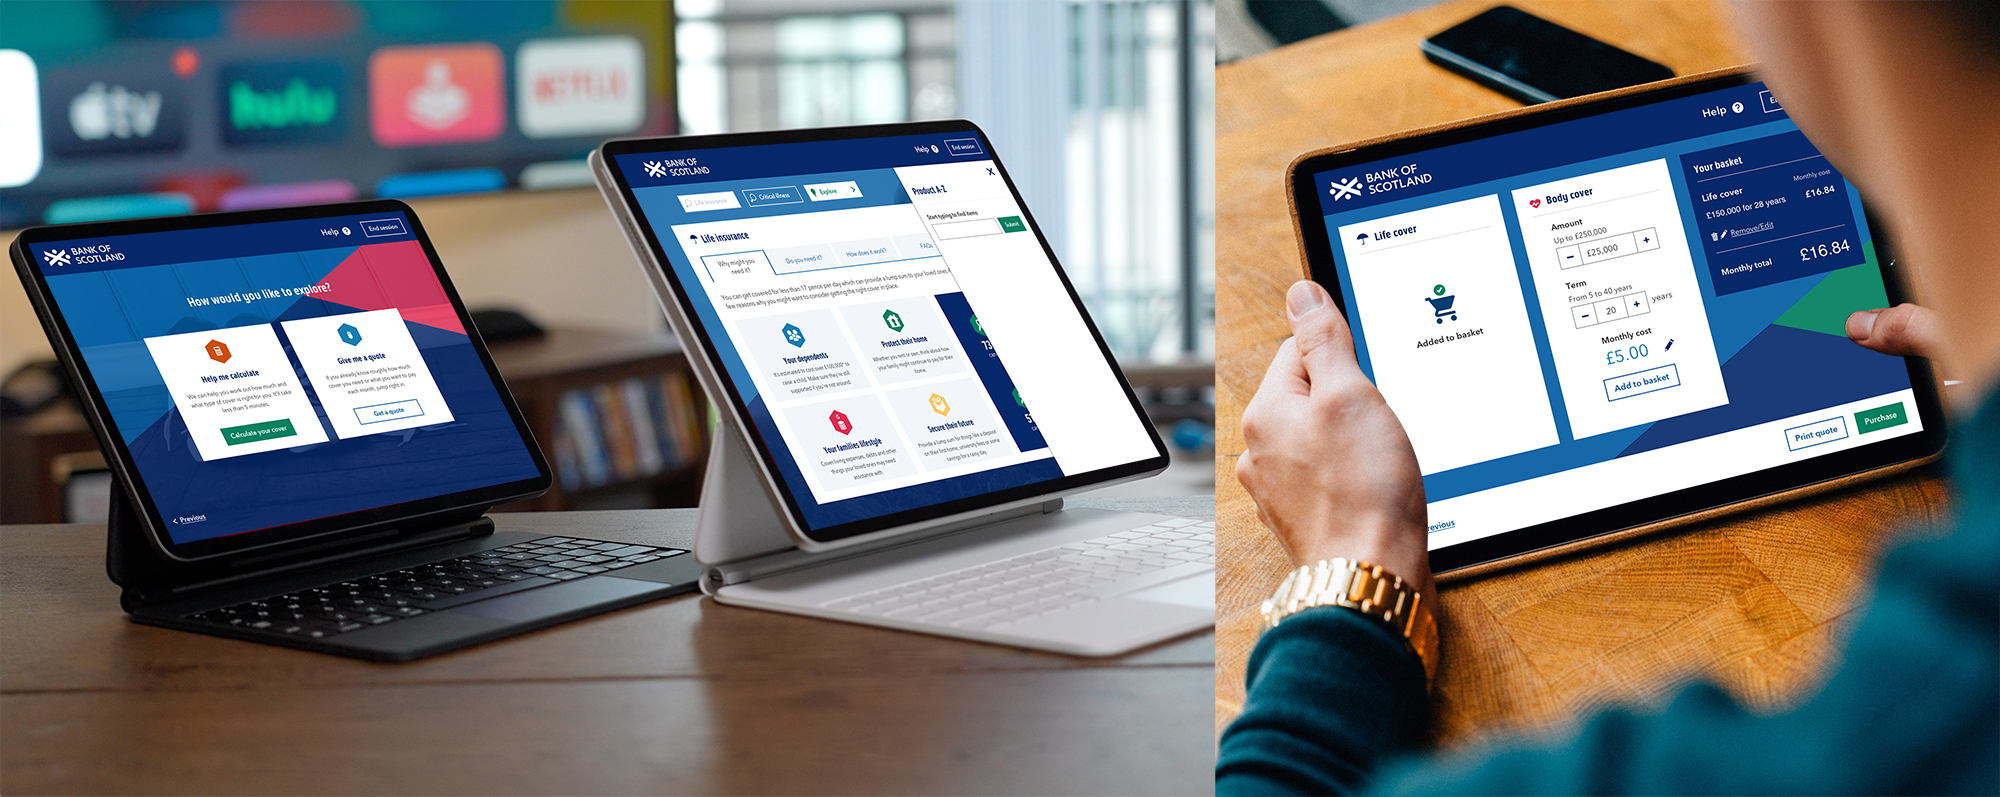 tv
hulu
NETFLIX
BANK OF
SCOTLAND
Help ?
End session
How would you like to explore?
Help me calculate
We can help you work out how much and
what type of cover is right for you. It'll take
less than 5 minutes.
Calculate your cover
Give me a quote
If you already know roughly how much
cover you need or what you want to pay
each month, jump right in.
Get a quote
Previous
BANK OF
SCOTLAND
Help ?
End session
Life insurance
Critical illness
Explore
Life insurance
Why might you
need it?
Do you need it?
How does it work?
FAQs
You can get covered for less than 17 pence per day which can provide a lump sum to your loved ones
few reasons why you might want to consider getting the right cover in place.
Your dependents
It's estimated to cost over £100,000* to
raise a child. Make sure they're still
supported if you're not around.
Protect their home
Whether you rent or own, think about how
your family might continue to pay for their
home.
Your families lifestyle
Cover living expenses, debts and other
things your loved ones may need
assistance with.
Secure their future
Provide a lump sum for things like a deposit
on their first home, university fees or some
savings for a rainy day.
Product A-Z
X
Start typing to find items
Submit
BANK OF
SCOTLAND
Help ?
Life cover
Added to basket
Body cover
Amount
Up to £250,000
– £25,000 +
Term
From 5 to 40 years
– 20 + years
Monthly cost
£5.00
Add to basket
Your basket
Monthly cost
Life cover £16.84
£150,000 for 28 years
Remove/Edit
Monthly total £16.84
Print quote
Purchase
revious